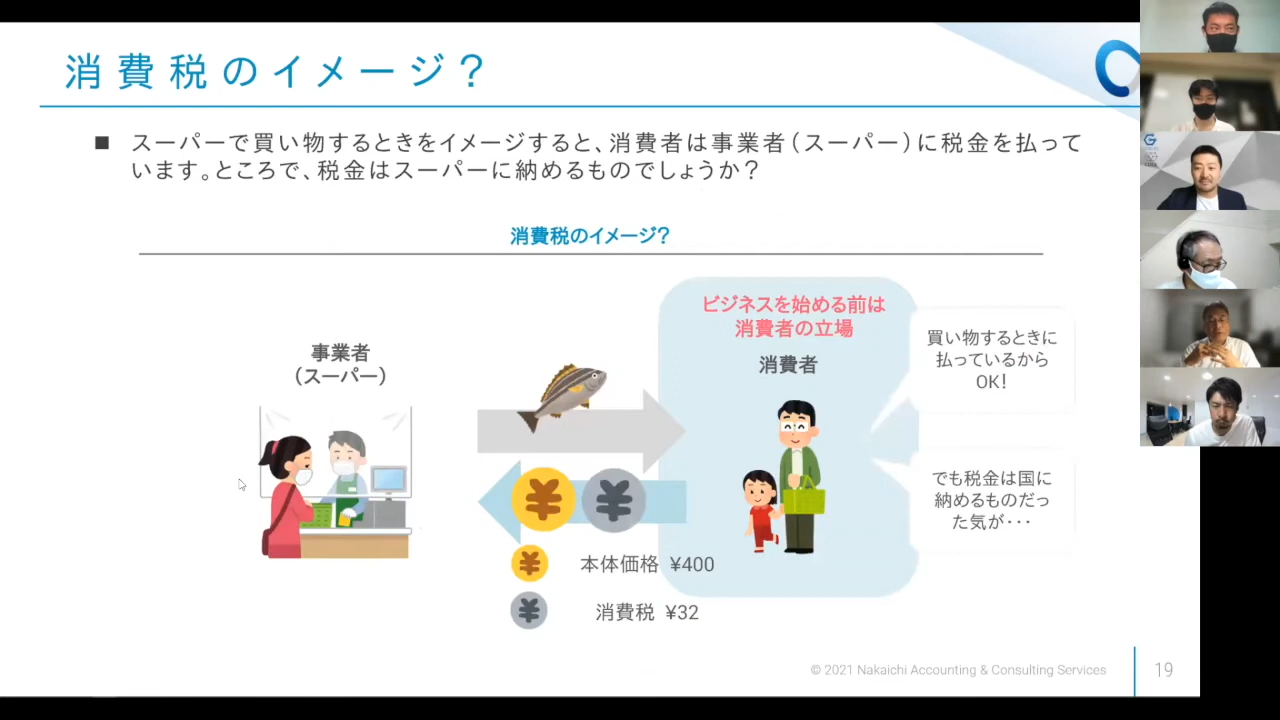 消費税のイメージ?
■ スーパーで買い物するときをイメージすると、消費者は事業者(スーパー)に税金を払って
います。ところで、税金はスーパーに納めるものでしょうか?
消費税のイメージ?
ビジネスを始める前は
消費者の立場
消費者
事業者
(スーパー)
買い物するときに
払っているから
OK!
でも税金は国に
納めるものだっ
た気が・・・
¥ ¥
¥ 本体価格 ¥400
¥ 消費税 ¥32
© 2021 Nakaichi Accounting & Consulting Services
19